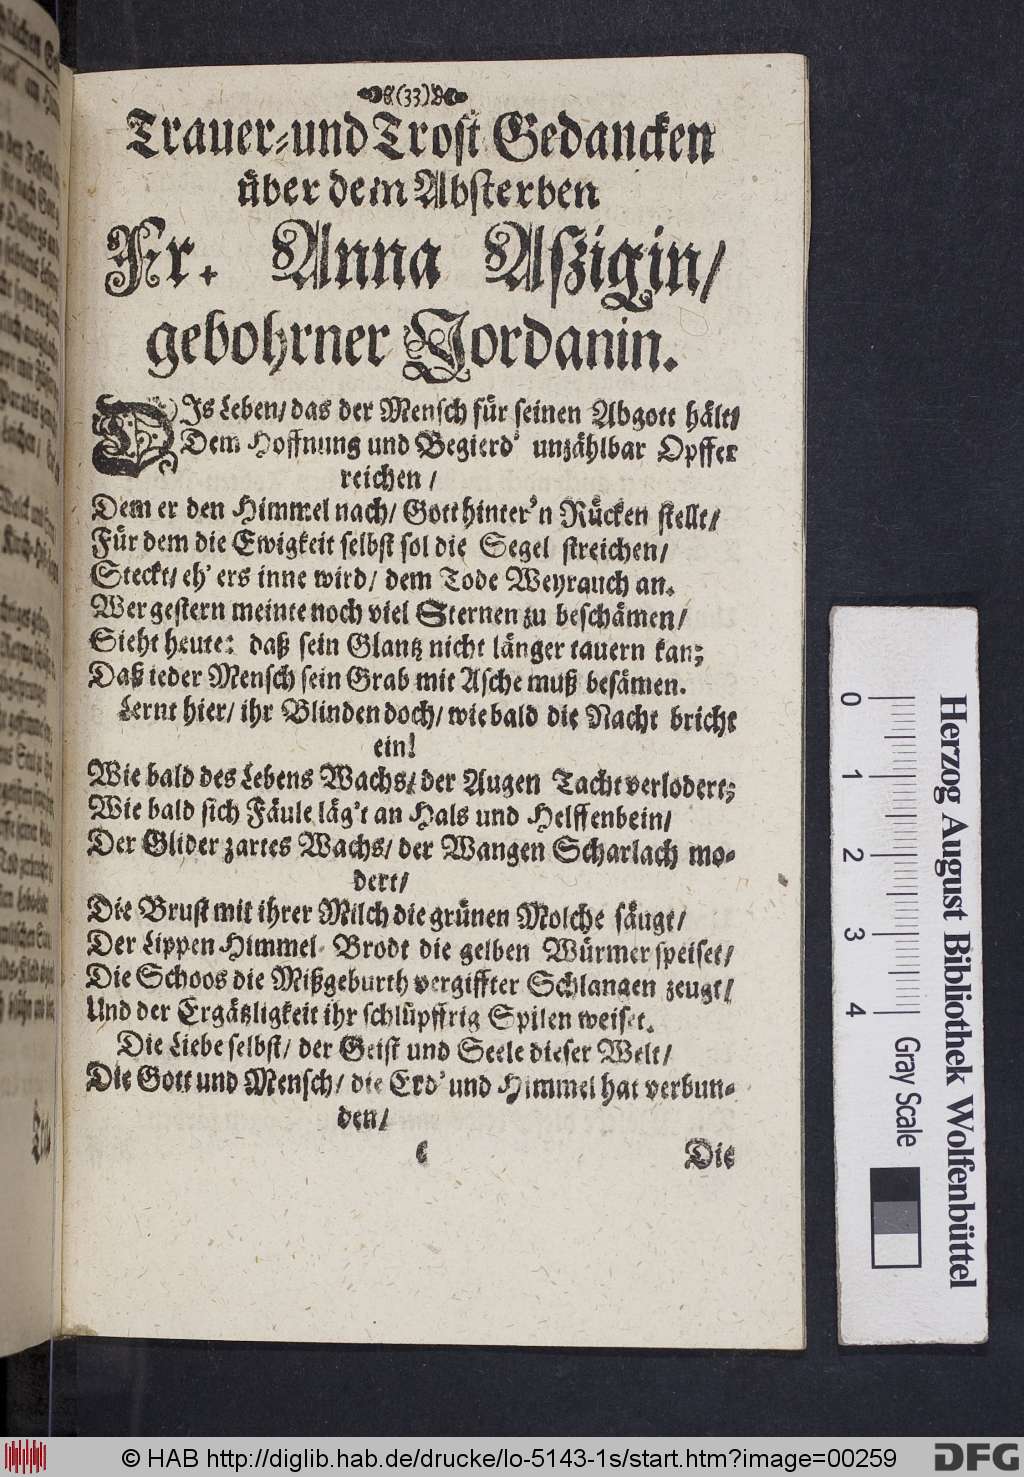 (33)
Trauer-und Trost Gedancken
über dem Absterben
Fr. Anna Aßigin/
gebohrner Jordanin.
DIs Leben/ das der Mensch für seinen Abgott hält/
Dem Hoffnung und Begierd' unzählbar Opffer
reichen/
Dem er den Himmel nach/ Gott hinter'n Rücken stellt/
Für dem die Ewigkeit selbst sol die Segel streichen/
Steckt/ eh' ers inne wird/ dem Tode Weyrauch an.
Wer gestern meinte noch viel Sternen zu beschämen/
Sieht heute: daß sein Glantz nicht länger tauern kan;
Daß ieder Mensch sein Grab mit Asche muß besämen.
Lernt hier/ ihr Blinden doch/ wie bald die Nacht bricht
ein!
Wie bald des Lebens Wachs/ der Augen Tacht verlodert;
Wie bald sich Fäule läg't an Hals und Helffenbein/
Der Glider zartes Wachs/ der Wangen Scharlach mo-
dert/
Die Brust mit ihrer Milch die grünen Molche säugt/
Der Lippen Himmel-Brodt die gelben Würmer speiset/
Die Schoos die Mißgeburth vergiffter Schlangen zeugt/
Und der Ergätzligkeit ihr schlüpffrig Spilen weiset.
Die Liebe selbst/ der Geist und Seele dieser Welt/
Die Gott und Mensch/ die Erd' und Himmel hat verbun-
den/
c Die
Herzog August Bibliothek Wolfenbüttel
0 1 2 3 4 Gray Scale
© HAB http://diglib.hab.de/drucke/lo-5143-1s/start.htm?image=00259
DFG